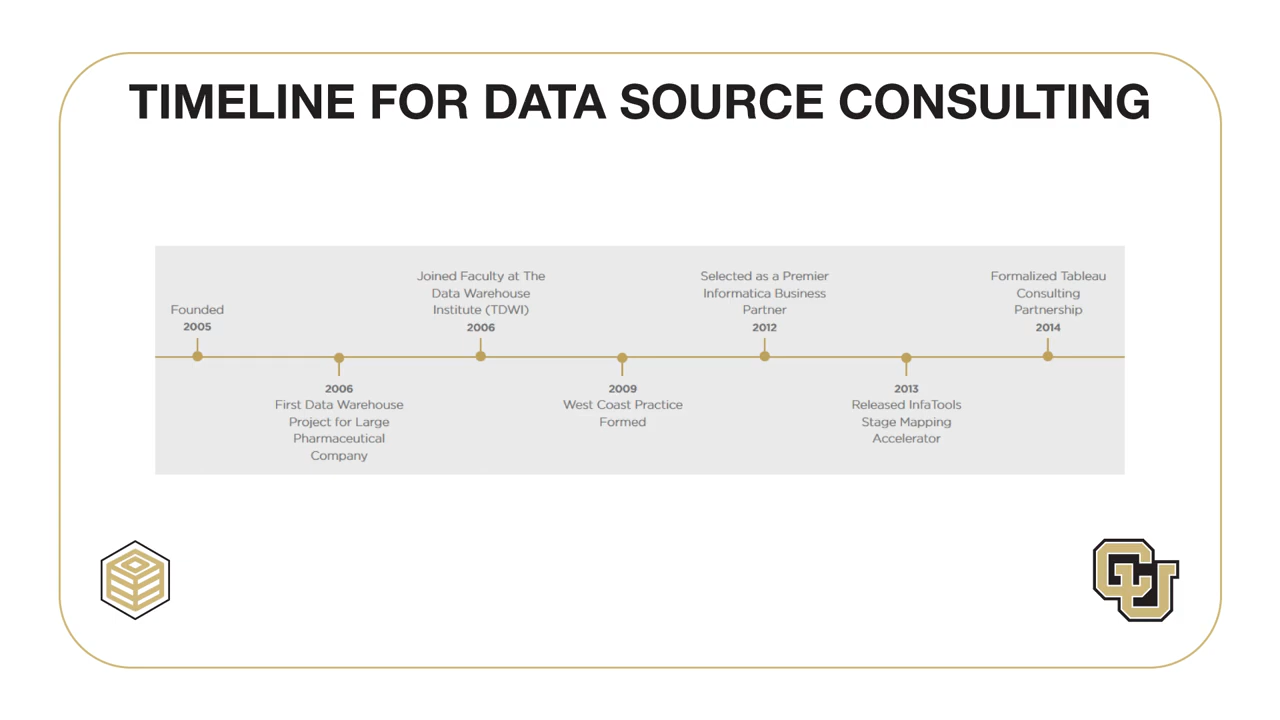 TIMELINE FOR DATA SOURCE CONSULTING
Founded
2005
2006
First Data Warehouse
Project for Large
Pharmaceutical
Company
Joined Faculty at The
Data Warehouse
Institute (TDWI)
2006
2009
West Coast Practice
Formed
Selected as a Premier
Informatica Business
Partner
2012
2013
Released InfaTools
Stage Mapping
Accelerator
Formalized Tableau
Consulting
Partnership
2014
CU